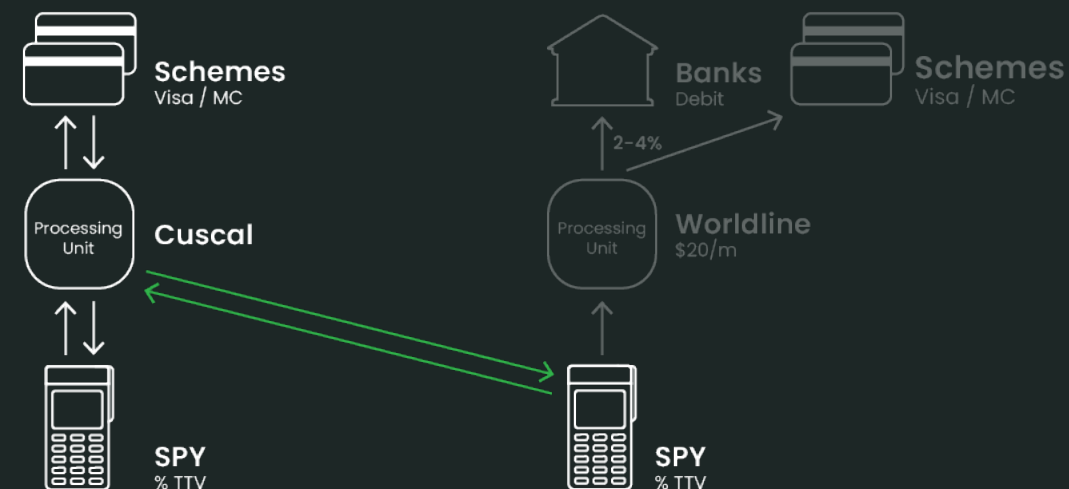 Schemes
Visa / MC
Processing
Unit
Cuscal
SPY
% TTV
Banks
Debit
Schemes
Visa / MC
2-4%
Processing
Unit
Worldline
$20/m
SPY
% TTV